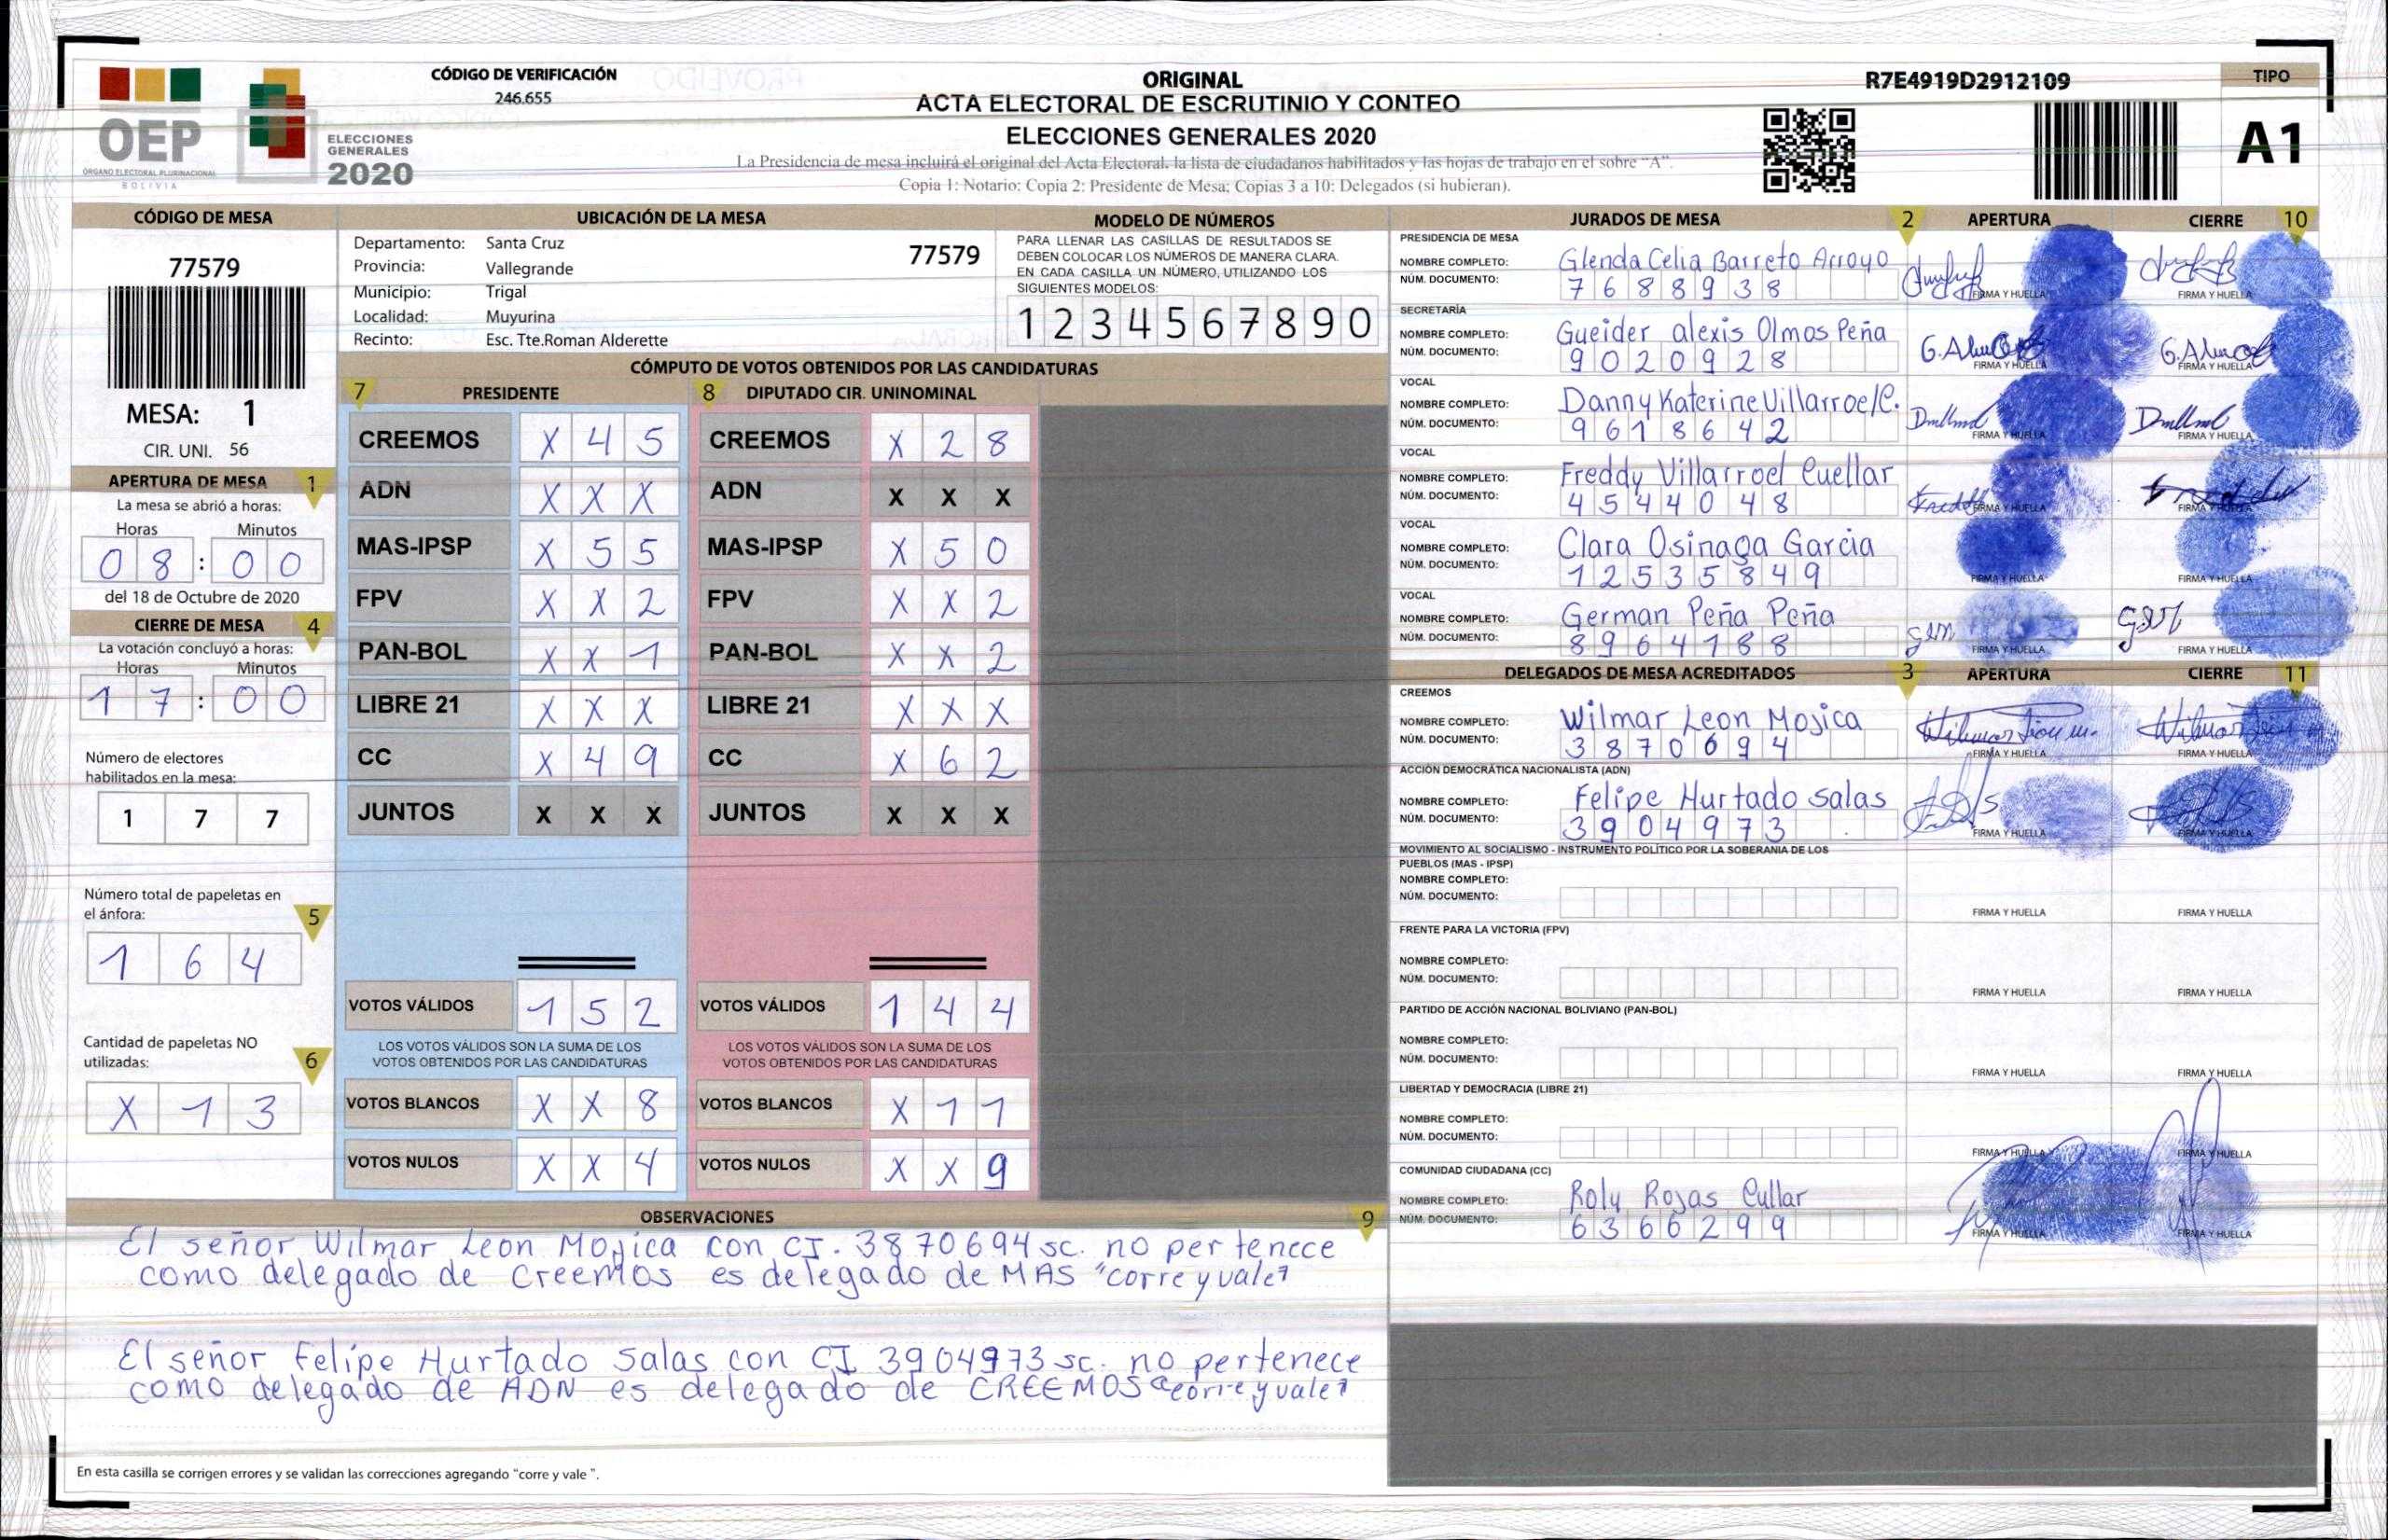 CÓDIGO DE VERIFICACIÓN
246.655
ORIGINAL
ACTA ELECTORAL DE ESCRUTINIO Y CONTEO
ELECCIONES GENERALES 2020
La Presidencia de mesa incluirá el original del Acta Electoral, la lista de ciudadanos habilitados y las hojas de trabajo en el sobre "A".
Copia 1: Notario; Copia 2: Presidente de Mesa; Copias 3 a 10: Delegados (si hubieran).
R7E4919D2912109
TIPO
A1
OEP
ÓRGANO ELECTORAL PLURINACIONAL
BOLIVIA
ELECCIONES
GENERALES
2020
CÓDIGO DE MESA
77579
MESA: 1
CIR. UNI. 56
APERTURA DE MESA 1
La mesa se abrió a horas:
Horas Minutos
08:00
del 18 de Octubre de 2020
CIERRE DE MESA 4
La votación concluyó a horas:
Horas Minutos
17:00
Número de electores
habilitados en la mesa:
1 7 7
Número total de papeletas en
el ánfora: 5
1 6 4
Cantidad de papeletas NO
utilizadas: 6
X 1 3
UBICACIÓN DE LA MESA
Departamento: Santa Cruz 77579
Provincia: Vallegrande
Municipio: Trigal
Localidad: Muyurina
Recinto: Esc. Tte.Roman Alderette
MODELO DE NÚMEROS
PARA LLENAR LAS CASILLAS DE RESULTADOS SE
DEBEN COLOCAR LOS NÚMEROS DE MANERA CLARA.
EN CADA CASILLA UN NÚMERO, UTILIZANDO LOS
SIGUIENTES MODELOS:
1 2 3 4 5 6 7 8 9 0
CÓMPUTO DE VOTOS OBTENIDOS POR LAS CANDIDATURAS
7 PRESIDENTE
CREEMOS X 4 5
ADN X X X
MAS-IPSP X 5 5
FPV X X 2
PAN-BOL X X 1
LIBRE 21 X X X
CC X 4 9
JUNTOS X X X
VOTOS VÁLIDOS 1 5 2
LOS VOTOS VÁLIDOS SON LA SUMA DE LOS
VOTOS OBTENIDOS POR LAS CANDIDATURAS
VOTOS BLANCOS X X 8
VOTOS NULOS X X 4
8 DIPUTADO CIR. UNINOMINAL
CREEMOS X 2 8
ADN X X X
MAS-IPSP X 5 0
FPV X X 2
PAN-BOL X X 2
LIBRE 21 X X X
CC X 6 2
JUNTOS X X X
VOTOS VÁLIDOS 1 4 4
LOS VOTOS VÁLIDOS SON LA SUMA DE LOS
VOTOS OBTENIDOS POR LAS CANDIDATURAS
VOTOS BLANCOS X 1 1
VOTOS NULOS X X 9
OBSERVACIONES 9
El señor Wilmar Leon Mojica con CI. 3870694 sc. no pertenece
como delegado de Creemos es delegado de MAS "corre y vale"
El señor Felipe Hurtado Salas con CI 3904973 sc. no pertenece
como delegado de ADN es delegado de CREEMOS "corre y vale"
En esta casilla se corrigen errores y se validan las correcciones agregando "corre y vale ".
JURADOS DE MESA 2 APERTURA CIERRE 10
PRESIDENCIA DE MESA
NOMBRE COMPLETO: Glenda Celia Barreto Arroyo
NÚM. DOCUMENTO: 7688938 FIRMA Y HUELLA FIRMA Y HUELLA
SECRETARÍA
NOMBRE COMPLETO: Gueider alexis Olmos Peña
NÚM. DOCUMENTO: 9020928 FIRMA Y HUELLA FIRMA Y HUELLA
VOCAL
NOMBRE COMPLETO: Danny Katerine Villarroel C.
NÚM. DOCUMENTO: 9618642 FIRMA Y HUELLA FIRMA Y HUELLA
VOCAL
NOMBRE COMPLETO: Freddy Villarroel Cuellar
NÚM. DOCUMENTO: 4544048 FIRMA Y HUELLA FIRMA Y HUELLA
VOCAL
NOMBRE COMPLETO: Clara Osinaga Garcia
NÚM. DOCUMENTO: 12535849 FIRMA Y HUELLA FIRMA Y HUELLA
VOCAL
NOMBRE COMPLETO: German Peña Peña
NÚM. DOCUMENTO: 8964188 FIRMA Y HUELLA FIRMA Y HUELLA
DELEGADOS DE MESA ACREDITADOS 3 APERTURA CIERRE 11
CREEMOS
NOMBRE COMPLETO: Wilmar Leon Mojica
NÚM. DOCUMENTO: 3870694 FIRMA Y HUELLA FIRMA Y HUELLA
ACCIÓN DEMOCRÁTICA NACIONALISTA (ADN)
NOMBRE COMPLETO: Felipe Hurtado salas
NÚM. DOCUMENTO: 3904973 FIRMA Y HUELLA FIRMA Y HUELLA
MOVIMIENTO AL SOCIALISMO - INSTRUMENTO POLÍTICO POR LA SOBERANIA DE LOS
PUEBLOS (MAS - IPSP)
NOMBRE COMPLETO:
NÚM. DOCUMENTO: FIRMA Y HUELLA FIRMA Y HUELLA
FRENTE PARA LA VICTORIA (FPV)
NOMBRE COMPLETO:
NÚM. DOCUMENTO: FIRMA Y HUELLA FIRMA Y HUELLA
PARTIDO DE ACCIÓN NACIONAL BOLIVIANO (PAN-BOL)
NOMBRE COMPLETO:
NÚM. DOCUMENTO: FIRMA Y HUELLA FIRMA Y HUELLA
LIBERTAD Y DEMOCRACIA (LIBRE 21)
NOMBRE COMPLETO:
NÚM. DOCUMENTO: FIRMA Y HUELLA FIRMA Y HUELLA
COMUNIDAD CIUDADANA (CC)
NOMBRE COMPLETO: Roly Rojas Cullar
NÚM. DOCUMENTO: 6366299 FIRMA Y HUELLA FIRMA Y HUELLA